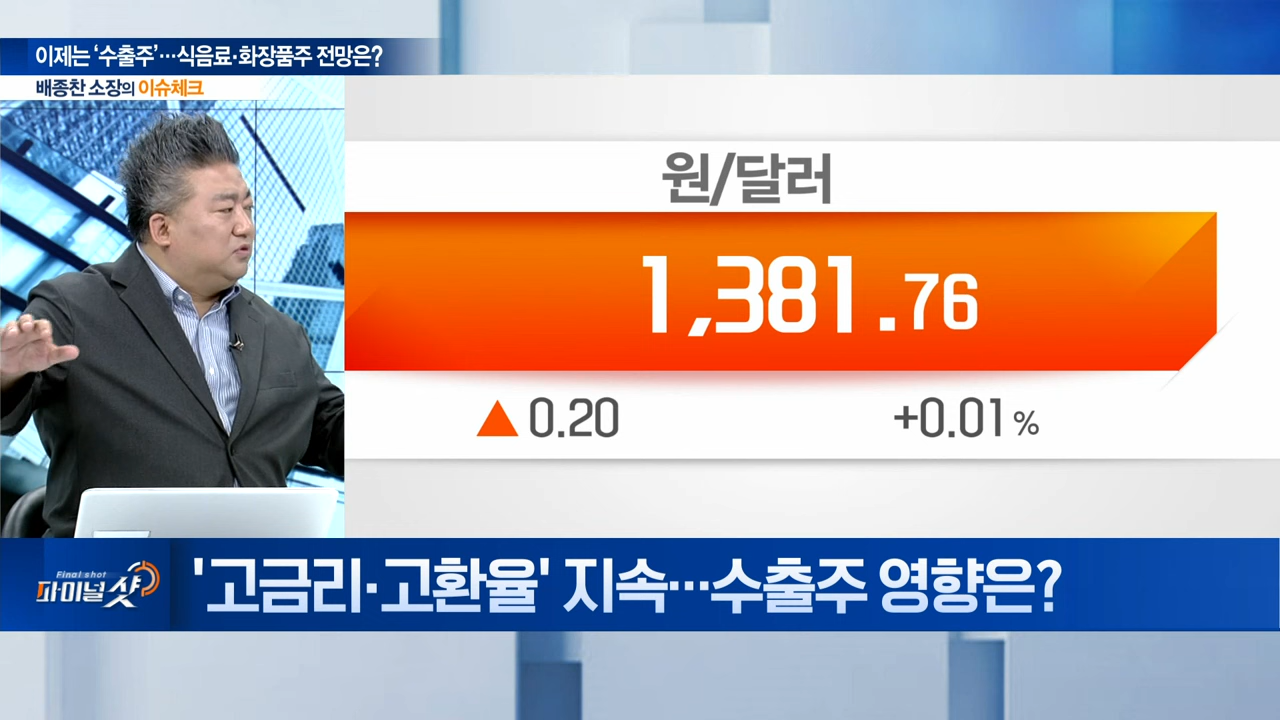 이제는 '수출주'…식음료·화장품주 전망은?
배종찬 소장의 이슈체크
원/달러
1,381.76
▲ 0.20 +0.01 %
Final shot
파이널 샷
'고금리·고환율' 지속…수출주 영향은?